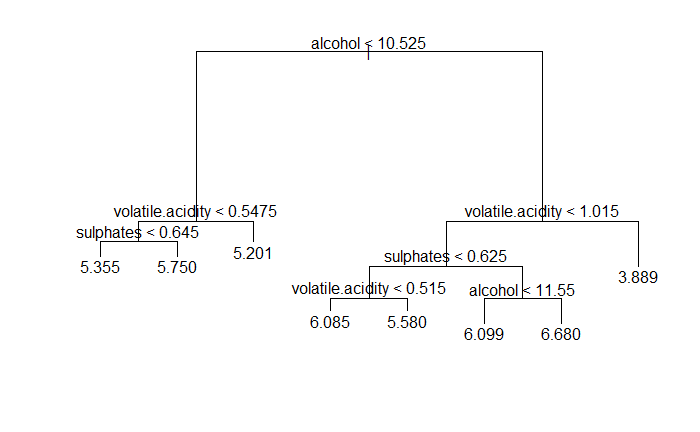 alcohol < 10.525
volatile.acidity < 0.5475
volatile.acidity < 1.015
sulphates < 0.645
5.201
5.355
5.750
sulphates < 0.625
3.889
volatile.acidity < 0.515
alcohol < 11.55
6.085
5.580
6.099
6.680